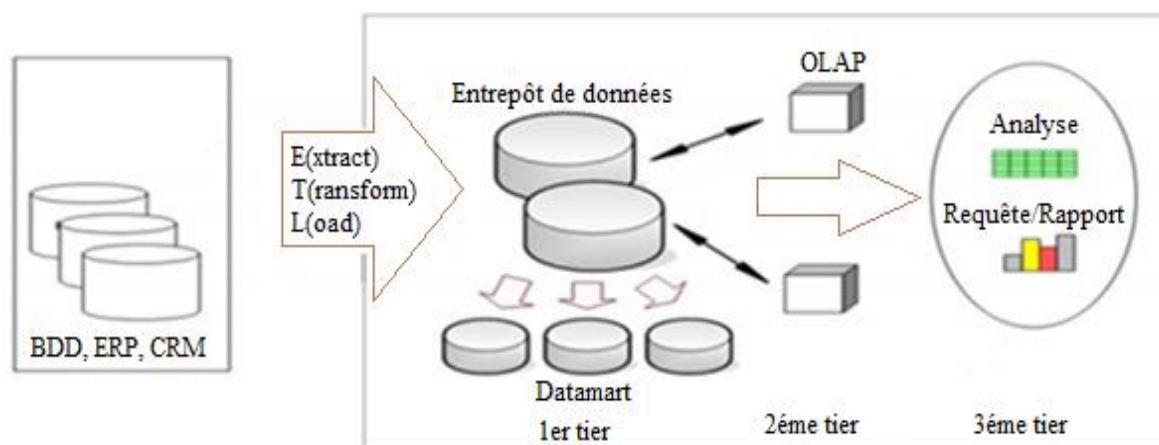 BDD, ERP, CRM
E(xtract)
T(ransform)
L(oad)
Entrepôt de données
Datamart
1er tier
OLAP
2éme tier
Analyse
Requête/Rapport
3éme tier